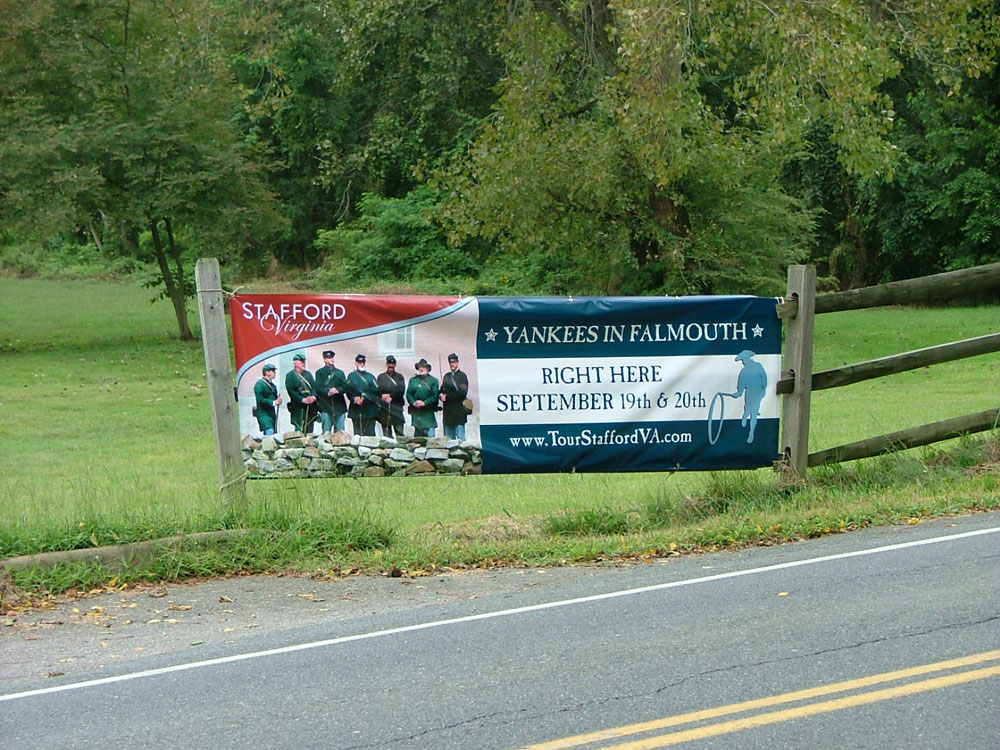 STAFFORD
Virginia
YANKEES IN FALMOUTH
RIGHT HERE
SEPTEMBER 19th & 20th
www.TourStaffordVA.com